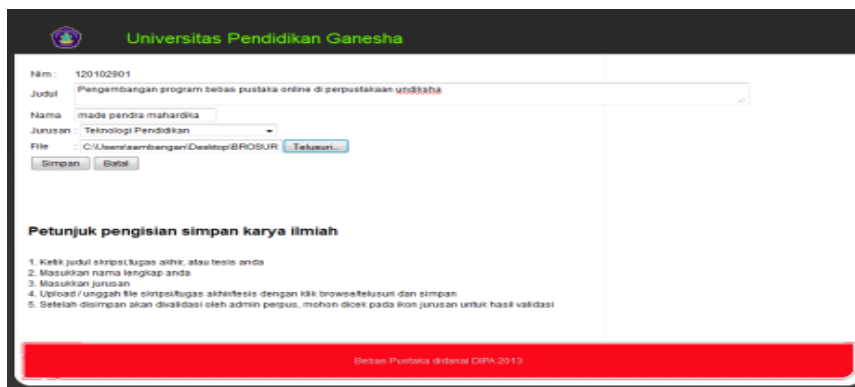 Universitas Pendidikan Ganesha
Nim : 120102901
Judul Pengembangan program bebas pustaka online di perpustakaan undiksha
Nama made pendra mahardika
Jurusan : Teknologi Pendidikan
File : C:\Users\sambangan\Desktop\BROSUR Telusuri...
Simpan Batal
Petunjuk pengisian simpan karya ilmiah
1. Ketik judul skripsi,tugas akhir, atau tesis anda
2. Masukkan nama lengkap anda
3. Masukkan jurusan
4. Upload / unggah file skripsi/tugas akhir/tesis dengan klik browse/telusuri dan simpan
5. Setelah disimpan akan divalidasi oleh admin perpus, mohon dicek pada ikon jurusan untuk hasil validasi
Bebas Pustaka didanai DIPA 2013